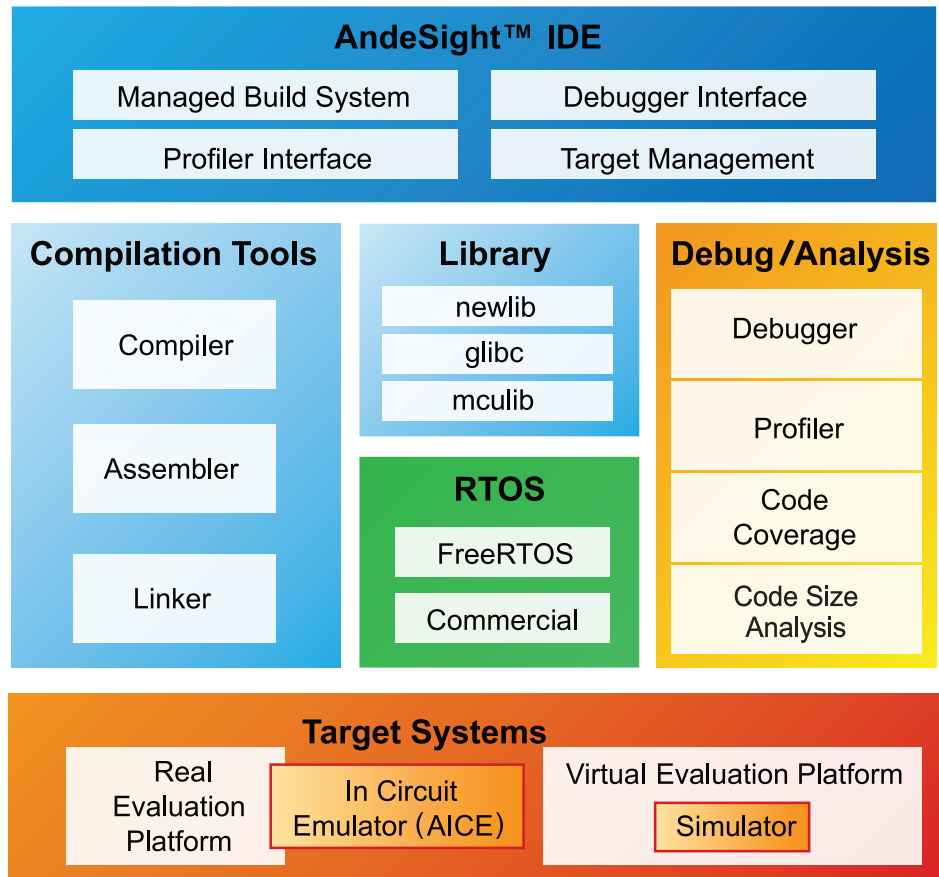 AndeSight™ IDE
Managed Build System
Debugger Interface
Profiler Interface
Target Management
Compilation Tools
Compiler
Assembler
Linker
Library
newlib
glibc
mculib
RTOS
FreeRTOS
Commercial
Debug/Analysis
Debugger
Profiler
Code
Coverage
Code Size
Analysis
Target Systems
Real
Evaluation
Platform
In Circuit
Emulator (AICE)
Virtual Evaluation Platform
Simulator